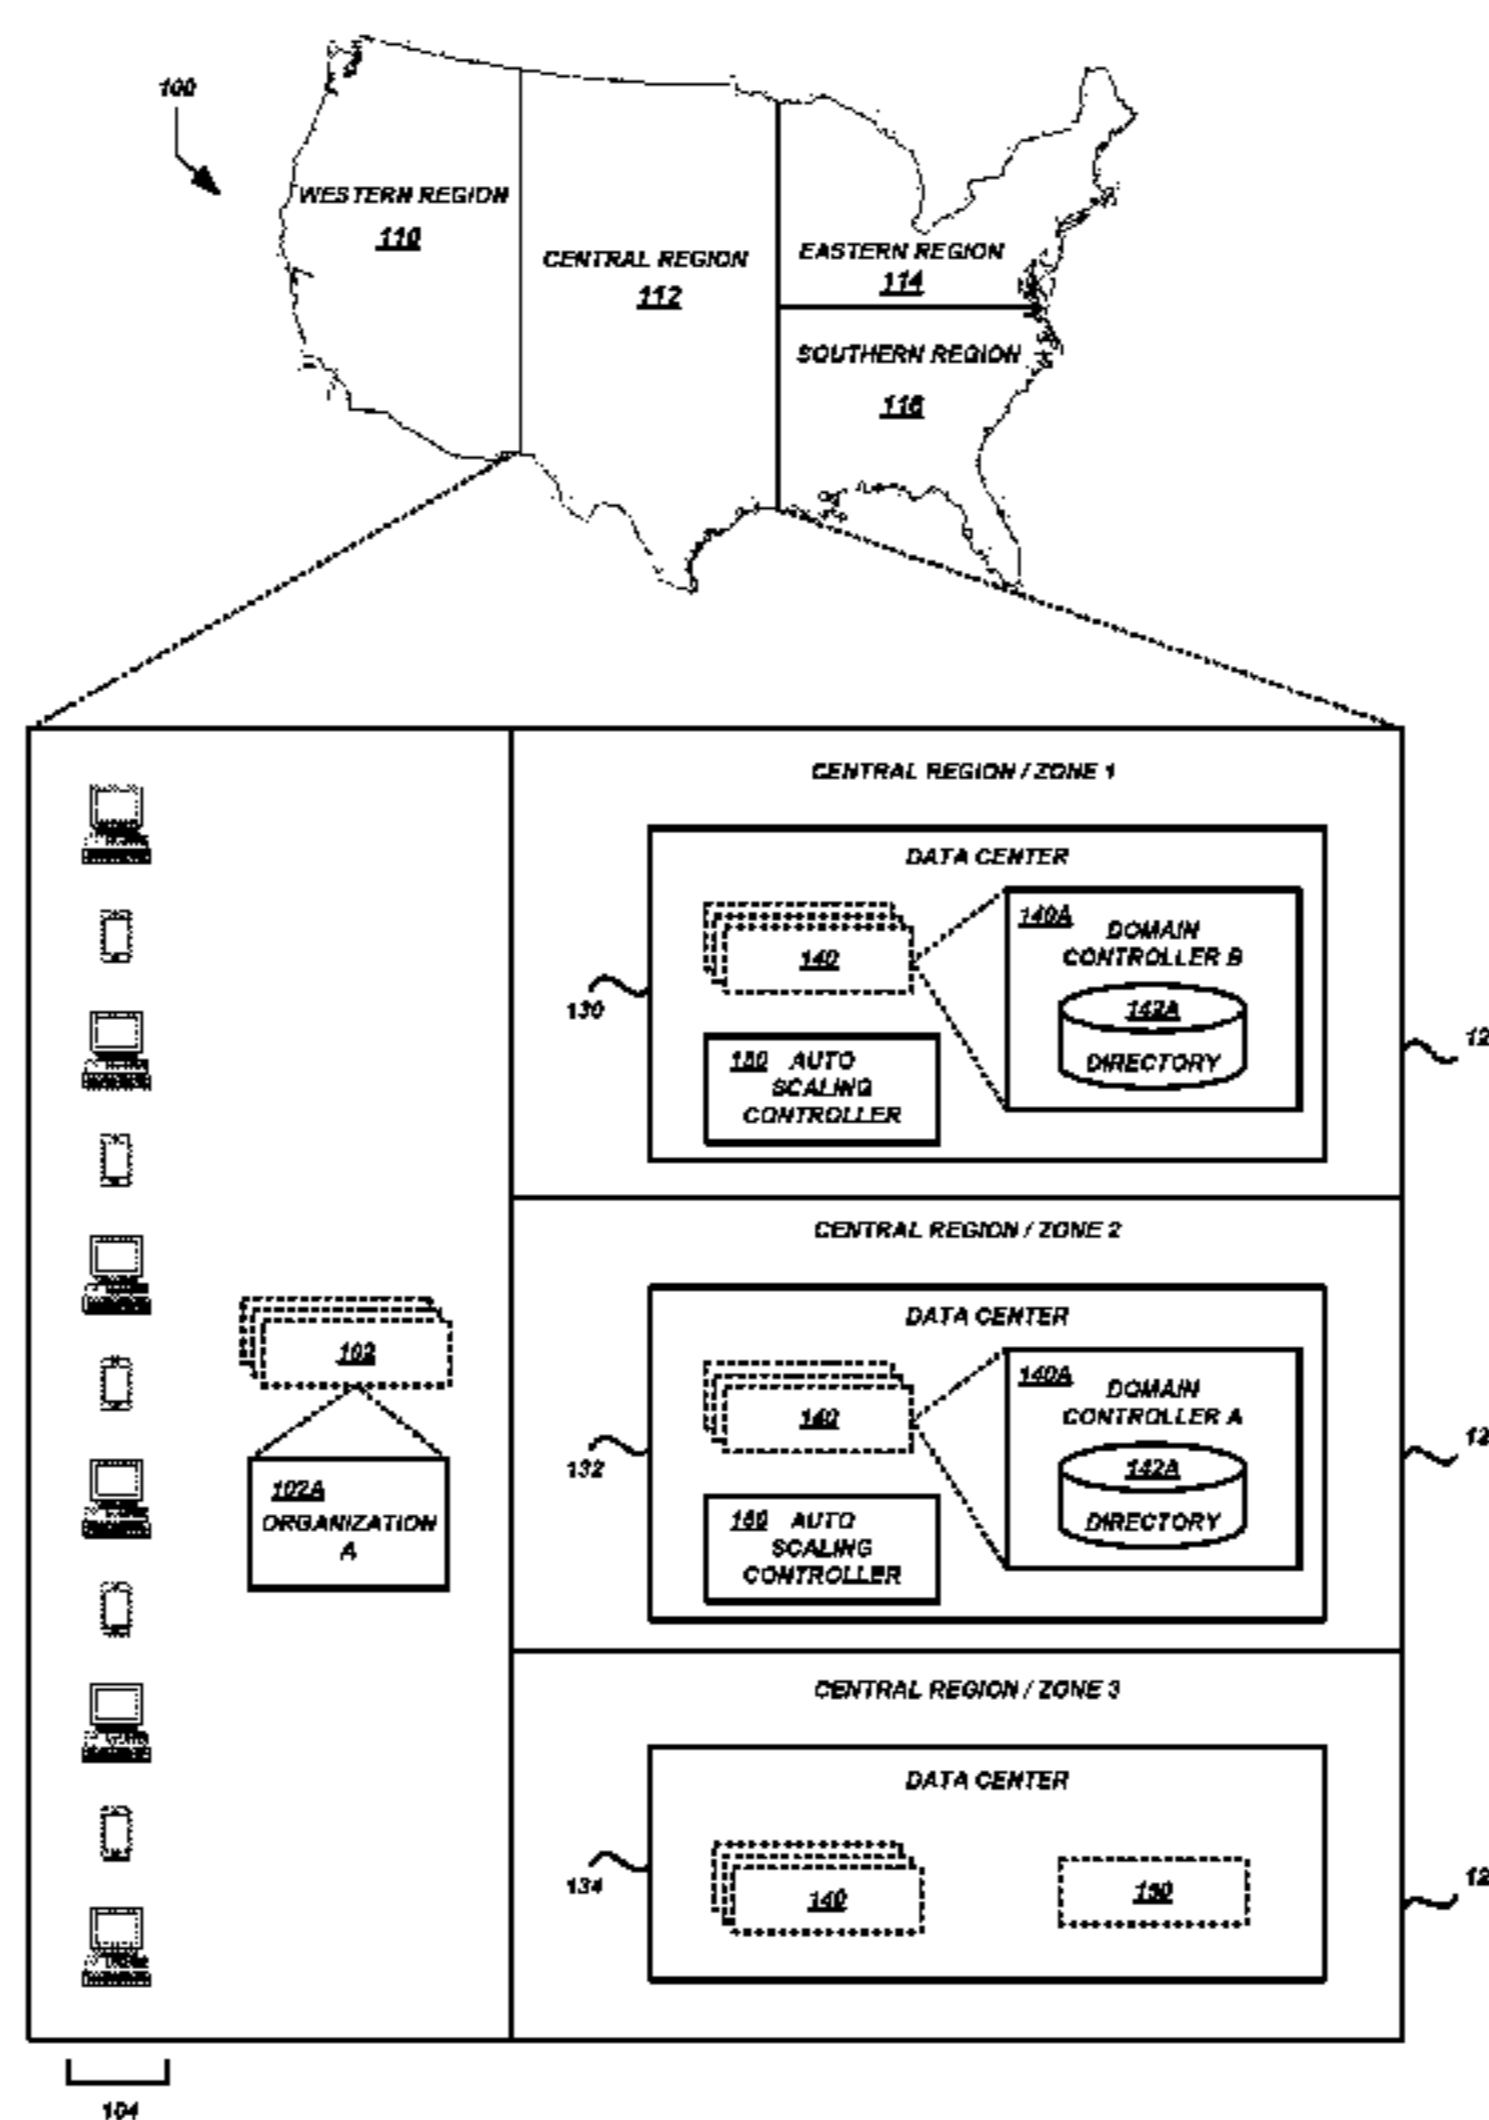 100
WESTERN REGION
110
CENTRAL REGION
112
EASTERN REGION
114
SOUTHERN REGION
116
CENTRAL REGION / ZONE 1
DATA CENTER
140
140A
DOMAIN
CONTROLLER B
142A
DIRECTORY
130
150 AUTO
SCALING
CONTROLLER
12
CENTRAL REGION / ZONE 2
DATA CENTER
140
140A
DOMAIN
CONTROLLER A
142A
DIRECTORY
132
150 AUTO
SCALING
CONTROLLER
12
102
102A
ORGANIZATION
A
CENTRAL REGION / ZONE 3
DATA CENTER
134
140
150
12
104